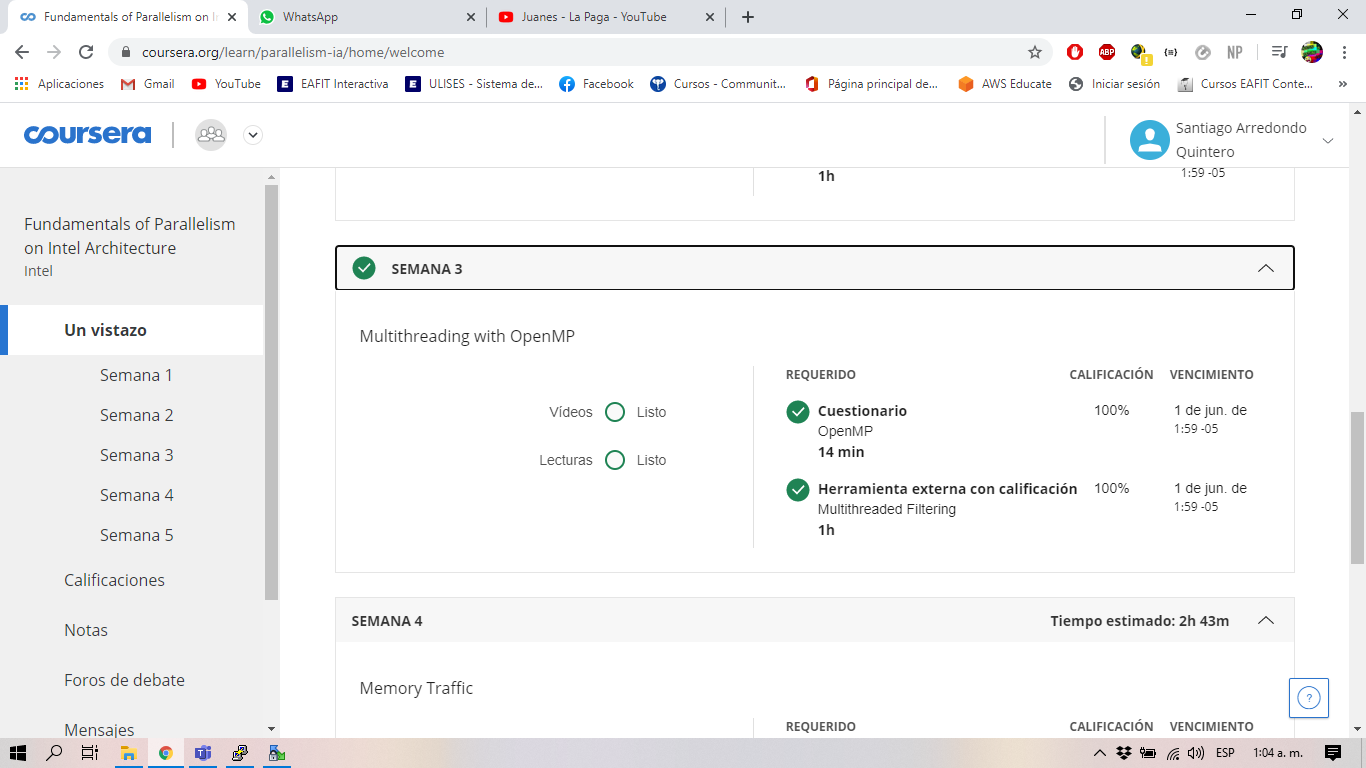 Fundamentals of Parallelism on I
WhatsApp
Juanes - La Paga - YouTube
coursera.org/learn/parallelism-ia/home/welcome
ABP
NP
Aplicaciones
Gmail
YouTube
EAFIT Interactiva
ULISES - Sistema de...
Facebook
Cursos - Communit...
Página principal de...
AWS Educate
Iniciar sesión
Cursos EAFIT Conte...
coursera
Santiago Arredondo
Quintero
1h
1:59 -05
Fundamentals of Parallelism
on Intel Architecture
Intel
Un vistazo
Semana 1
Semana 2
Semana 3
Semana 4
Semana 5
Calificaciones
Notas
Foros de debate
Mensajes
SEMANA 3
Multithreading with OpenMP
Vídeos Listo
Lecturas Listo
REQUERIDO CALIFICACIÓN VENCIMIENTO
Cuestionario 100% 1 de jun. de
OpenMP 1:59 -05
14 min
Herramienta externa con calificación 100% 1 de jun. de
Multithreaded Filtering 1:59 -05
1h
SEMANA 4 Tiempo estimado: 2h 43m
Memory Traffic
REQUERIDO CALIFICACIÓN VENCIMIENTO
?
ESP
1:04 a. m.